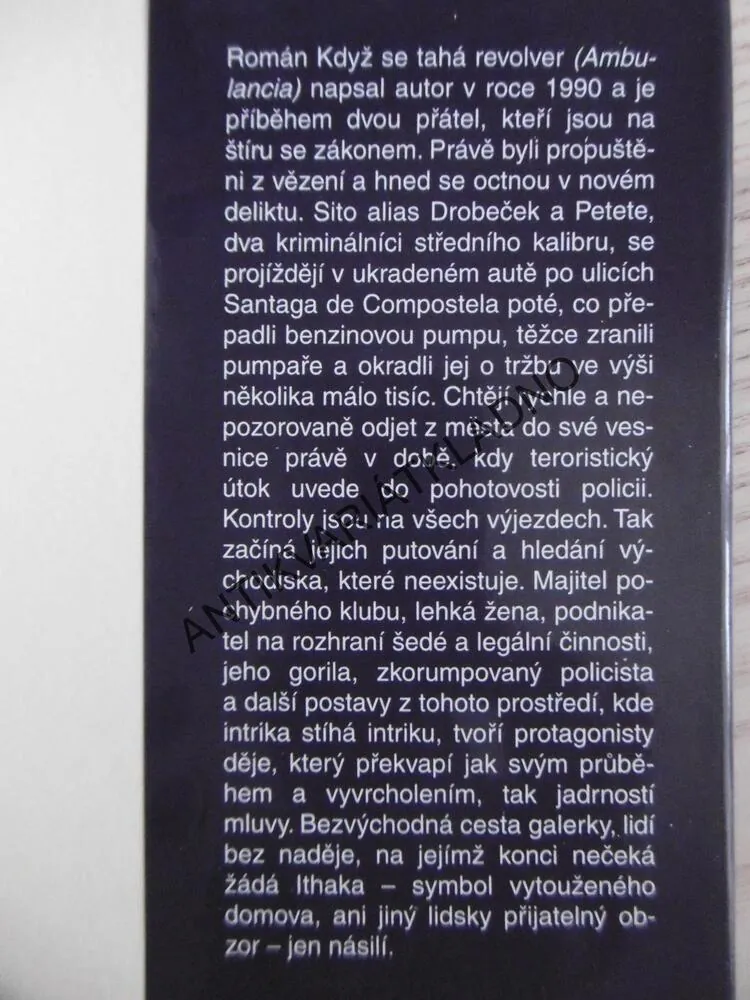 Román Když se tahá revolver (Ambu-
lancia) napsal autor v roce 1990 a je
příběhem dvou přátel, kteří jsou na
štíru se zákonem. Právě byli propuště-
ni z vězení a hned se octnou v novém
deliktu. Sito alias Drobeček a Petete,
dva kriminálníci středního kalibru, se
projíždějí v ukradeném autě po ulicích
Santaga de Compostela poté, co pře-
padli benzinovou pumpu, těžce zranili
pumpaře a okradli jej o tržbu ve výši
několika málo tisíc. Chtějí rychle a ne-
pozorovaně odjet z města do své ves-
nice právě v době, kdy teroristický
útok uvede do pohotovosti policii.
Kontroly jsou na všech výjezdech. Tak
začíná jejich putování a hledání vý-
chodiska, které neexistuje. Majitel po-
chybného klubu, lehká žena, podnika-
tel na rozhraní šedé a legální činnosti,
jeho gorila, zkorumpovaný policista
a další postavy z tohoto prostředí, kde
intrika stíhá intriku, tvoří protagonisty
děje, který překvapí jak svým průbě-
hem a vyvrcholením, tak jadrností
mluvy. Bezvýchodná cesta galerky, lidí
bez naděje, na jejímž konci nečeká
žádá Ithaka – symbol vytouženého
domova, ani jiný lidsky přijatelný ob-
zor – jen násilí.
ANTIKVARIÁTKLADNO